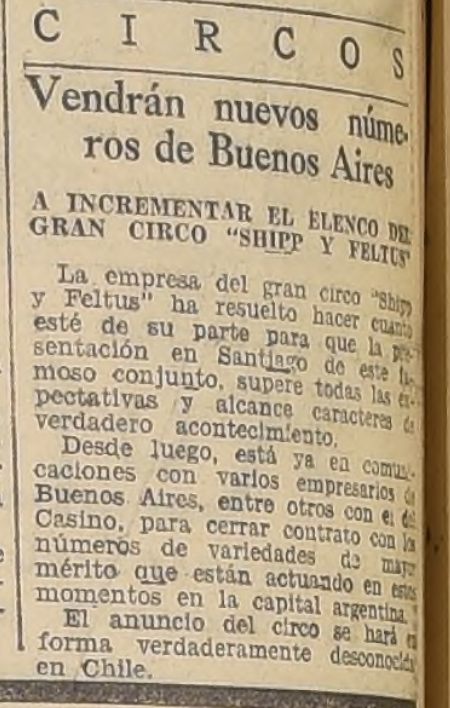 CIRCOS
Vendrán nuevos núme-
ros de Buenos Aires
A INCREMENTAR EL ELENCO DEL
GRAN CIRCO "SHIPP Y FELTUS"
La empresa del gran circo "Shipp
y Feltus" ha resuelto hacer cuanto
esté de su parte para que la pre-
sentación en Santiago de este fa-
moso conjunto, supere todas las ex-
pectativas y alcance caracteres de
verdadero acontecimiento.
Desde luego, está ya en comuni-
caciones con varios empresarios de
Buenos Aires, entre otros con el del
Casino, para cerrar contrato con los
números de variedades de mayor
mérito que están actuando en estos
momentos en la capital argentina.
El anuncio del circo se hará en
forma verdaderamente desconocida
en Chile.